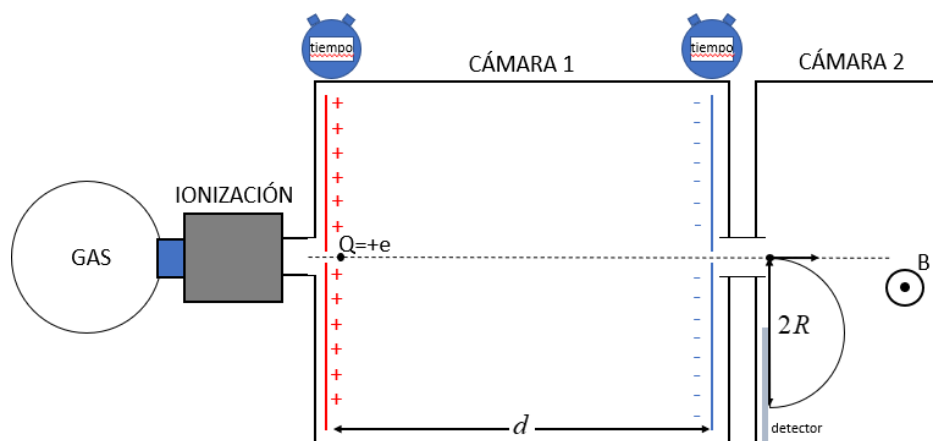 tiempo
tiempo
CÁMARA 1
CÁMARA 2
IONIZACIÓN
GAS
Q=+e
B
2R
d
detector
+
+
+
+
+
+
+
+
+
+
+
+
-
-
-
-
-
-
-
-
-
-
-
-
-
-